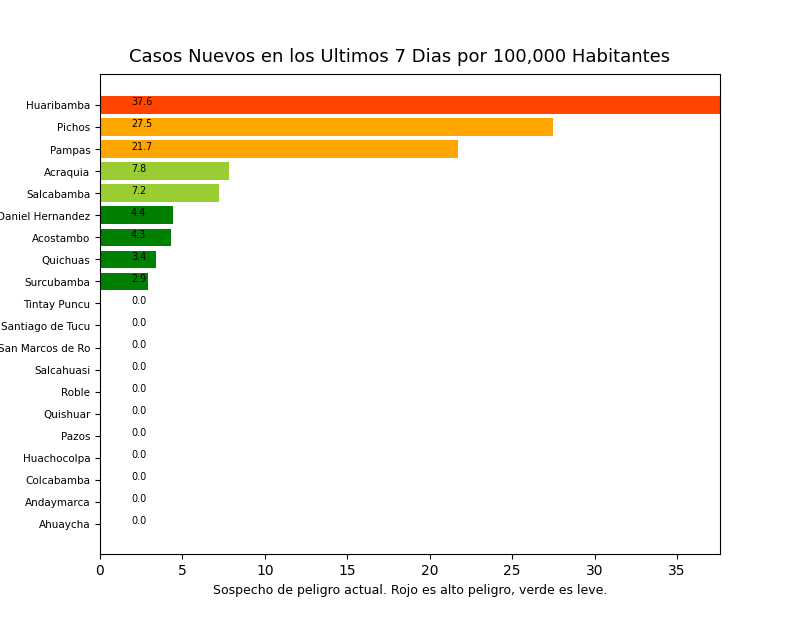 Casos Nuevos en los Ultimos 7 Dias por 100,000 Habitantes
Huaribamba 37.6
Pichos 27.5
Pampas 21.7
Acraquia 7.8
Salcabamba 7.2
Daniel Hernandez 4.4
Acostambo 4.3
Quichuas 3.4
Surcubamba 2.9
Tintay Puncu 0.0
Santiago de Tucu 0.0
San Marcos de Ro 0.0
Salcahuasi 0.0
Roble 0.0
Quishuar 0.0
Pazos 0.0
Huachocolpa 0.0
Colcabamba 0.0
Andaymarca 0.0
Ahuaycha 0.0
0 5 10 15 20 25 30 35
Sospecho de peligro actual. Rojo es alto peligro, verde es leve.